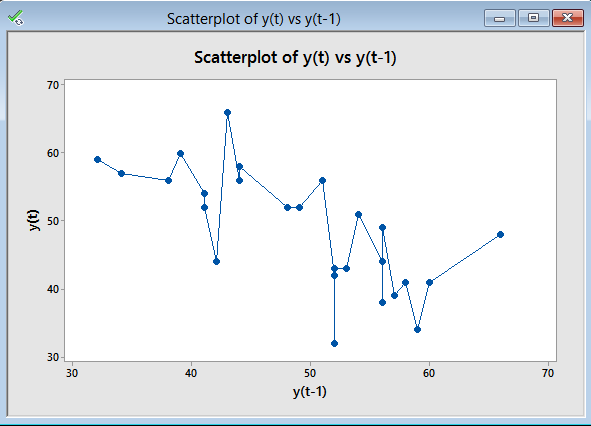 Scatterplot of y(t) vs y(t-1)
Scatterplot of y(t) vs y(t-1)
70
60
50
40
30
y(t)
30 40 50 60 70
y(t-1)